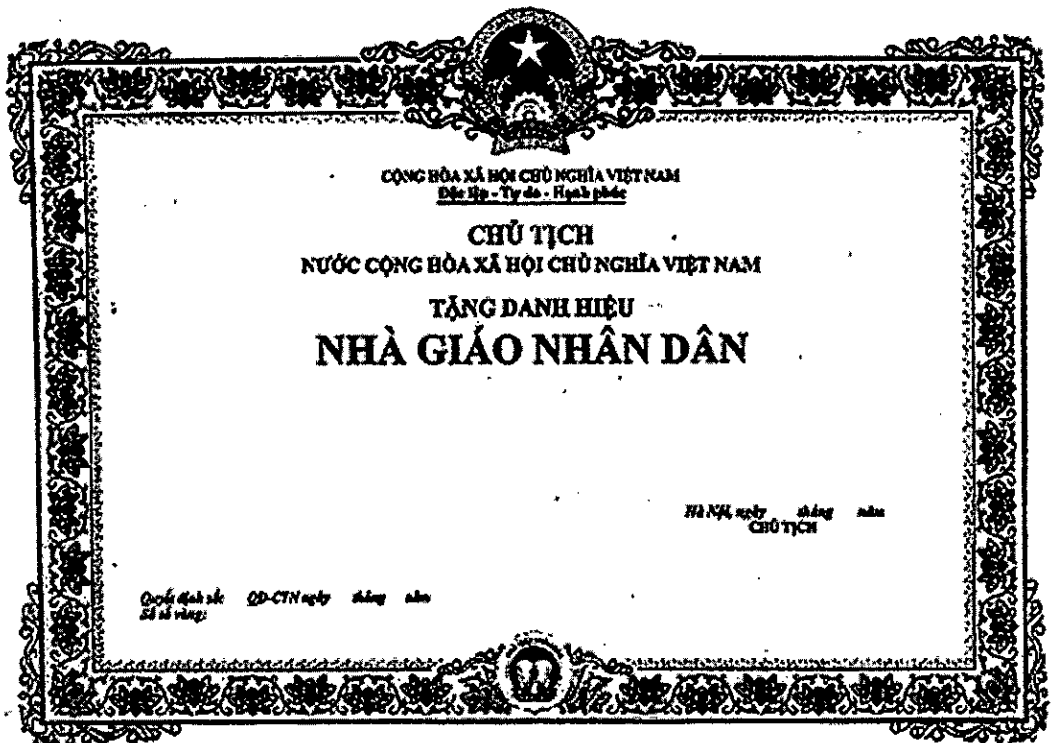 CỘNG HÒA XÃ HỘI CHỦ NGHĨA VIỆT NAM
Độc lập - Tự do - Hạnh phúc
CHỦ TỊCH
NƯỚC CỘNG HÒA XÃ HỘI CHỦ NGHĨA VIỆT NAM
TẶNG DANH HIỆU
NHÀ GIÁO NHÂN DÂN
Hà Nội, ngày tháng năm
CHỦ TỊCH
Quyết định số: QĐ-CTN ngày tháng năm
Số sổ vàng: